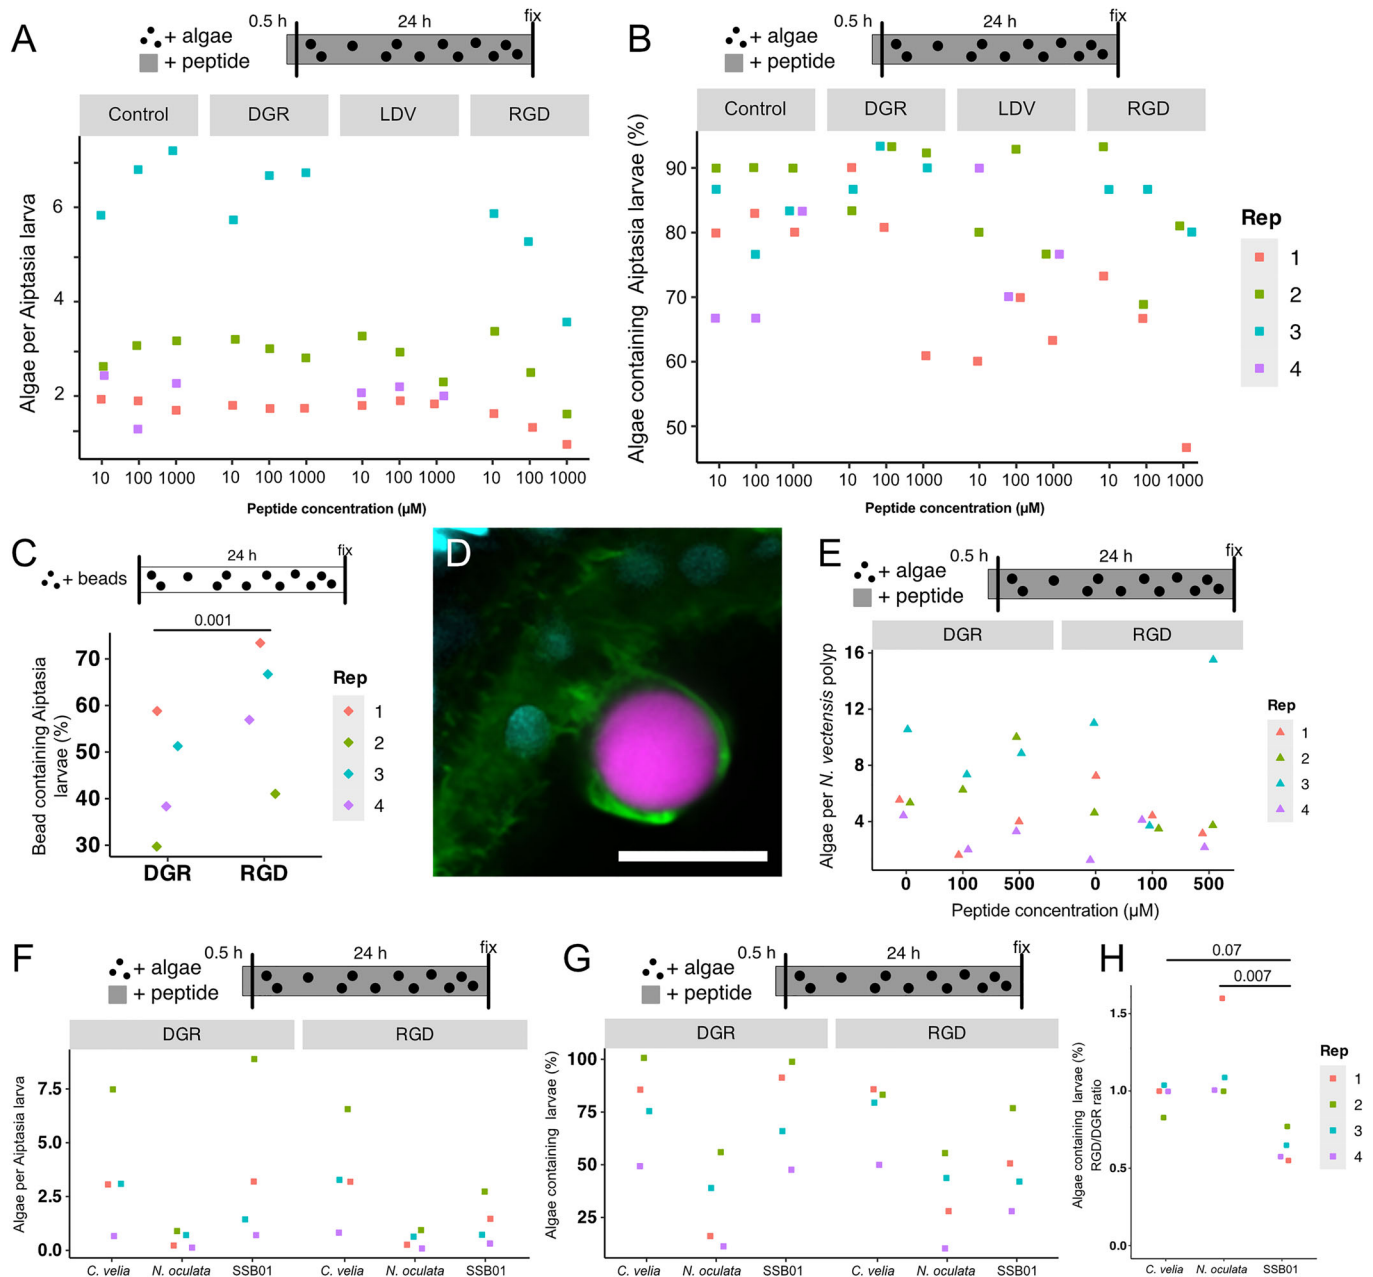 A
0.5 h
24 h
fix
+ algae
+ peptide
Control
DGR
LDV
RGD
Algae per Aiptasia larva
6
4
2
10
100
1000
10
100
1000
10
100
1000
10
100
1000
Peptide concentration (µM)
B
0.5 h
24 h
fix
+ algae
+ peptide
Control
DGR
LDV
RGD
Algae containing Aiptasia larvae (%)
90
80
70
60
50
10
100
1000
10
100
1000
10
100
1000
10
100
1000
Peptide concentration (µM)
Rep
1
2
3
4
C
24 h
fix
+ beads
0.001
Bead containing Aiptasia
larvae (%)
70
60
50
40
30
DGR
RGD
Rep
1
2
3
4
D
E
0.5 h
24 h
fix
+ algae
+ peptide
DGR
RGD
Algae per N. vectensis polyp
16
12
8
4
0
100
500
0
100
500
Peptide concentration (µM)
Rep
1
2
3
4
F
0.5 h
24 h
fix
+ algae
+ peptide
DGR
RGD
Algae per Aiptasia larva
7.5
5.0
2.5
0.0
C. velia
N. oculata
SSB01
C. velia
N. oculata
SSB01
G
0.5 h
24 h
fix
+ algae
+ peptide
DGR
RGD
Algae containing larvae (%)
100
75
50
25
C. velia
N. oculata
SSB01
C. velia
N. oculata
SSB01
H
0.07
0.007
Algae containing larvae (%)
RGD/DGR ratio
1.5
1.0
0.5
0.0
C. velia
N. oculata
SSB01
Rep
1
2
3
4